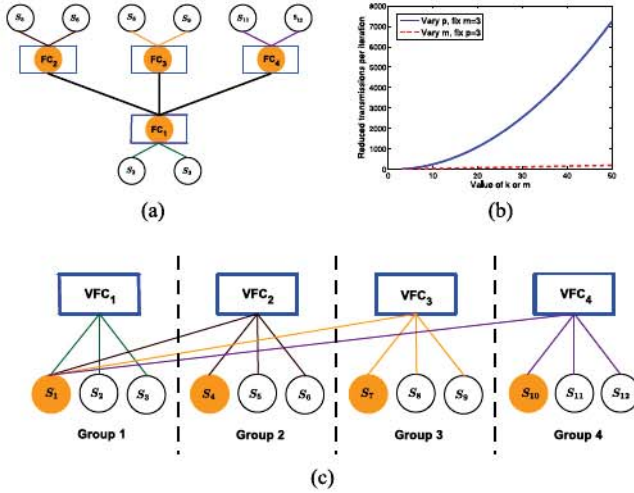 S₅ S₆ S₈ S₉ S₁₁ S₁₂
FC₂ FC₃ FC₄
FC₁
S₂ S₃
(a)
Reduced transmissions per iteration
8000
7000
6000
5000
4000
3000
2000
1000
0
10 20 30 40 50
Value of k or m
Vary p, fix m=3
Vary m, fix p=3
(b)
VFC₁ VFC₂ VFC₃ VFC₄
S₁ S₂ S₃ S₄ S₅ S₆ S₇ S₈ S₉ S₁₀ S₁₁ S₁₂
Group 1 Group 2 Group 3 Group 4
(c)